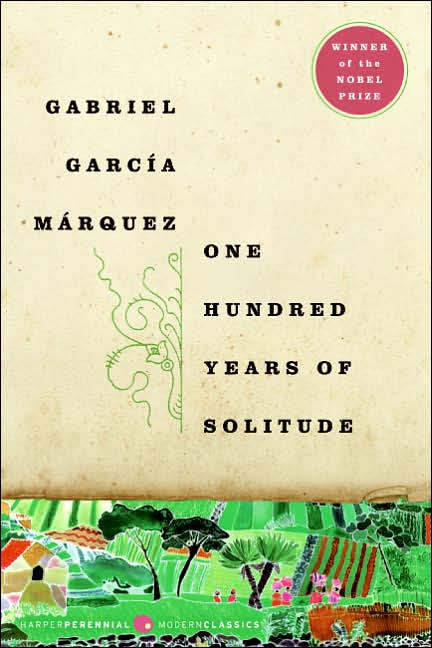 WINNER
of the
NOBEL
PRIZE
GABRIEL
GARCÍA
MÁRQUEZ
ONE
HUNDRED
YEARS OF
SOLITUDE
HARPERPERENNIAL MODERNCLASSICS